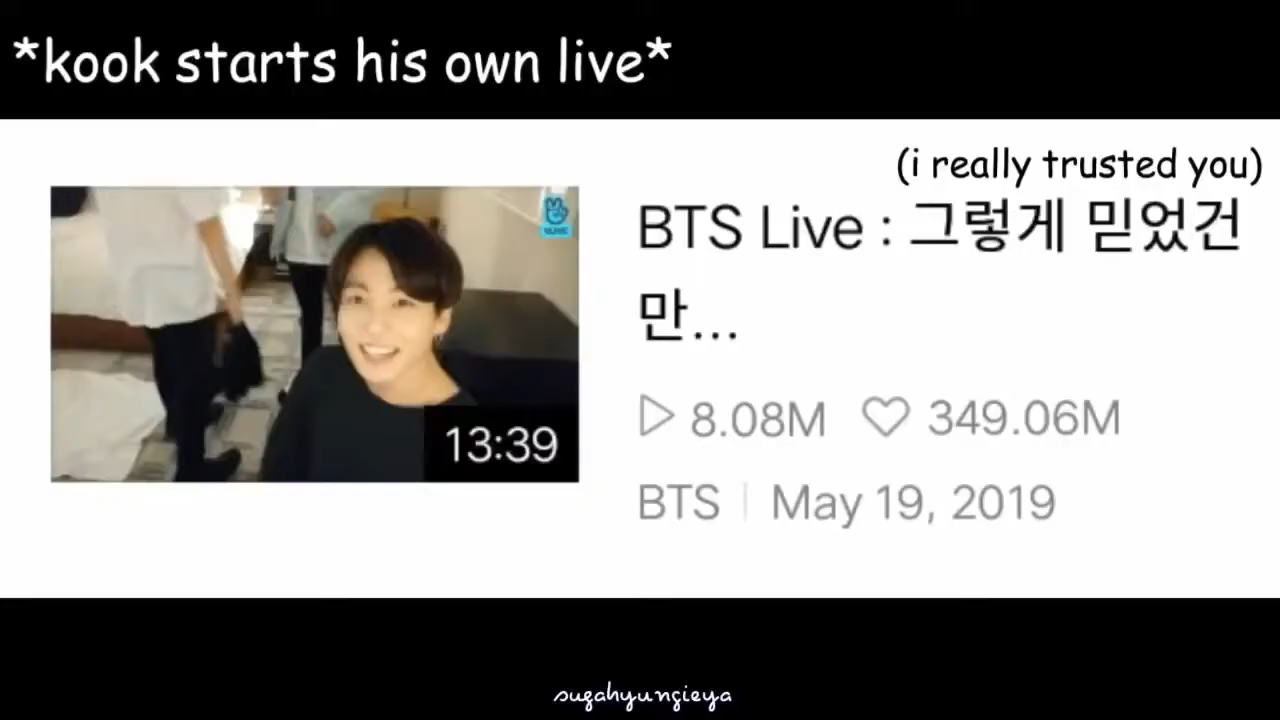 *kook starts his own live*
(i really trusted you)
BTS Live : 그렇게 믿었건
만...
8.08M 349.06M
BTS | May 19, 2019
13:39
sugahyungieya